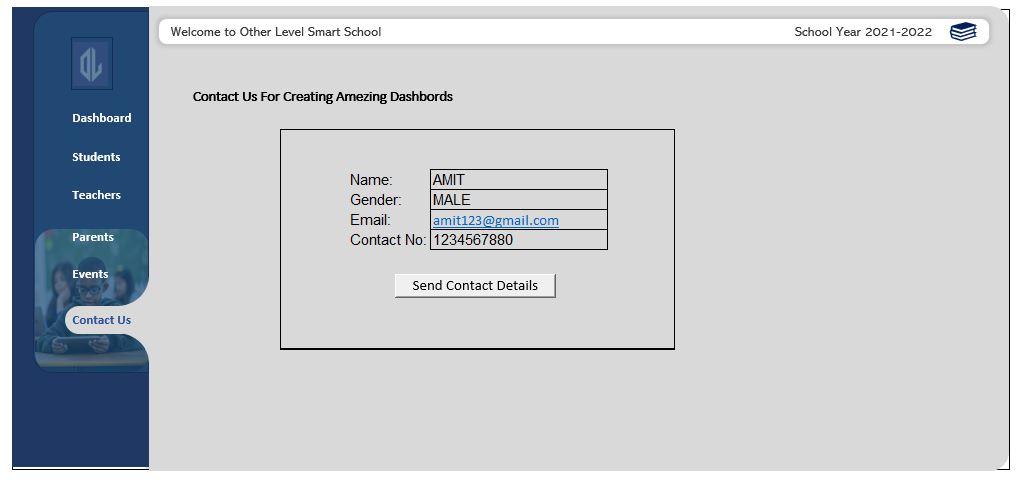 Welcome to Other Level Smart School
School Year 2021-2022
OL
Dashboard
Students
Teachers
Parents
Events
Contact Us
Contact Us For Creating Amezing Dashbords
Name: AMIT
Gender: MALE
Email: amit123@gmail.com
Contact No: 1234567880
Send Contact Details